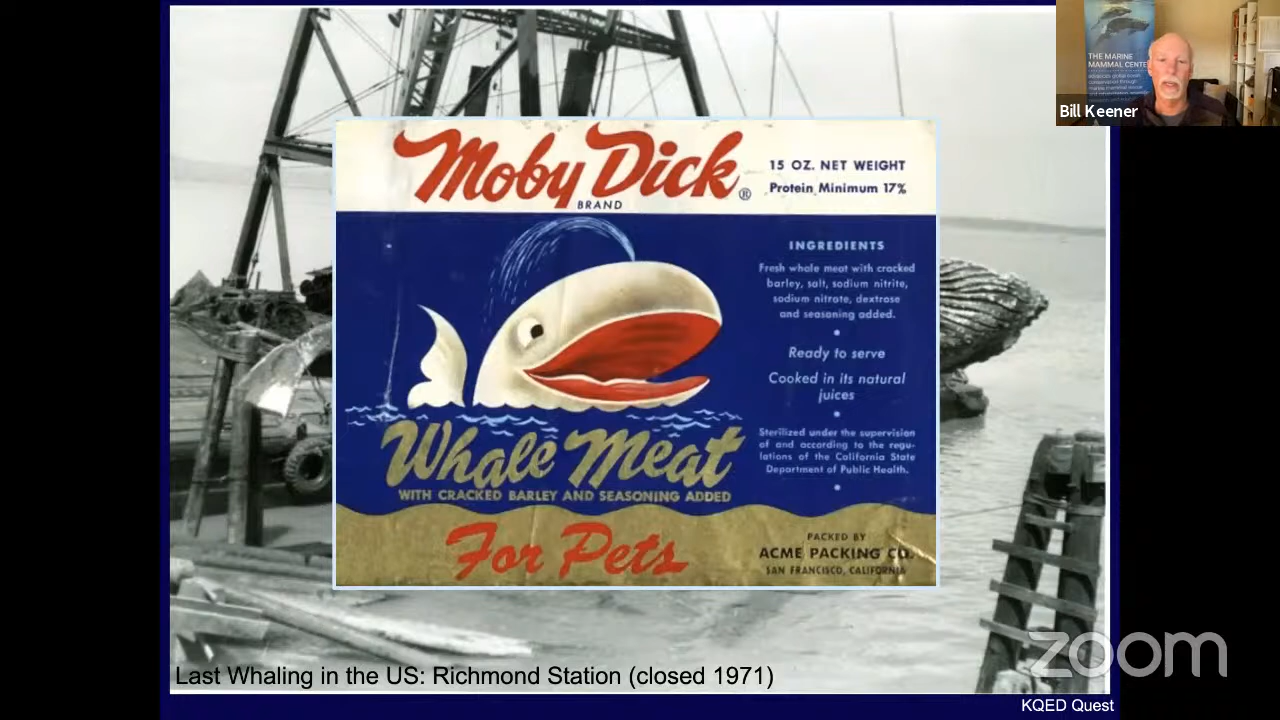 THE MARINE
MAMMAL CENTE
Bill Keener
Moby Dick®
BRAND
15 OZ. NET WEIGHT
Protein Minimum 17%
INGREDIENTS
Fresh whale meat with cracked
barley, salt, sodium nitrite,
sodium nitrate, dextrose
and seasoning added.
Ready to serve
Cooked in its natural
juices
Sterilized under the supervision
of and according to the regu-
lations of the California State
Department of Public Health.
Whale Meat
WITH CRACKED BARLEY AND SEASONING ADDED
For Pets
PACKED BY
ACME PACKING CO.
SAN FRANCISCO, CALIFORNIA
Last Whaling in the US: Richmond Station (closed 1971)
zoom
KQED Quest